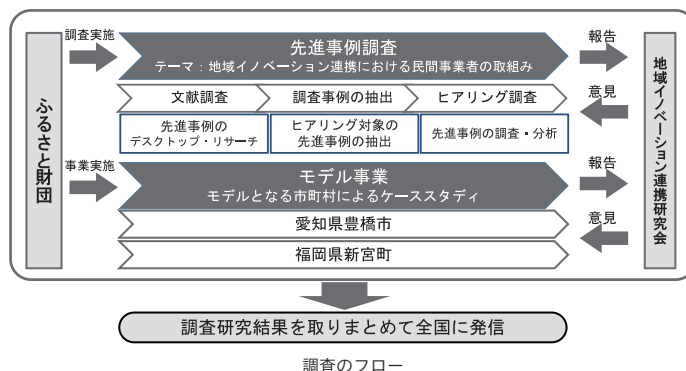 ふるさと財団
調査実施
先進事例調査
テーマ：地域イノベーション連携における民間事業者の取組み
報告
意見
文献調査
調査事例の抽出
ヒアリング調査
先進事例の
デスクトップ・リサーチ
ヒアリング対象の
先進事例の抽出
先進事例の調査・分析
事業実施
モデル事業
モデルとなる市町村によるケーススタディ
報告
意見
愛知県豊橋市
福岡県新宮町
地域イノベーション連携研究会
調査研究結果を取りまとめて全国に発信
調査のフロー